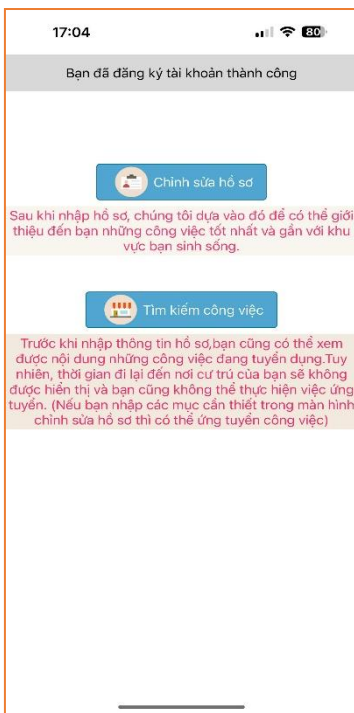 17:04
80
Bạn đã đăng ký tài khoản thành công
Chỉnh sửa hồ sơ
Sau khi nhập hồ sơ, chúng tôi dựa vào đó để có thể giới
thiệu đến bạn những công việc tốt nhất và gần với khu
vực bạn sinh sống.
Tìm kiếm công việc
Trước khi nhập thông tin hồ sơ,bạn cũng có thể xem
được nội dung những công việc đang tuyển dụng.Tuy
nhiên, thời gian đi lại đến nơi cư trú của bạn sẽ không
được hiển thị và bạn cũng không thể thực hiện việc ứng
tuyển. (Nếu bạn nhập các mục cần thiết trong màn hình
chỉnh sửa hồ sơ thì có thể ứng tuyển công việc)